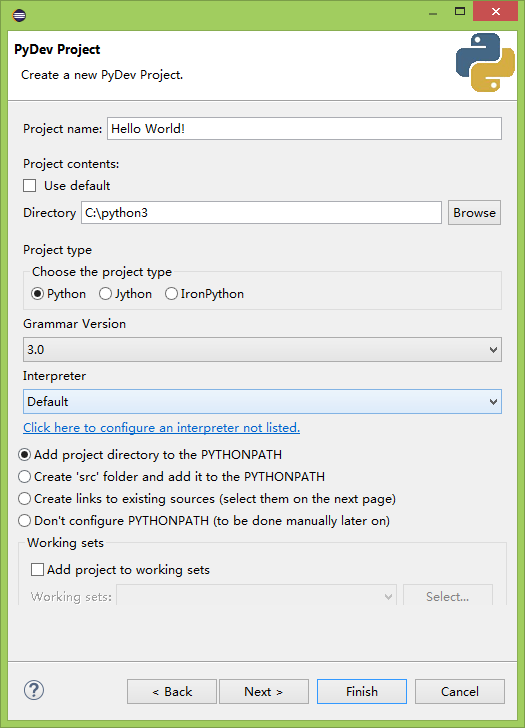 PyDev Project
Create a new PyDev Project.
Project name: Hello World!
Project contents:
Use default
Directory C:\python3 Browse
Project type
Choose the project type
Python Jython IronPython
Grammar Version
3.0
Interpreter
Default
Click here to configure an interpreter not listed.
Add project directory to the PYTHONPATH
Create 'src' folder and add it to the PYTHONPATH
Create links to existing sources (select them on the next page)
Don't configure PYTHONPATH (to be done manually later on)
Working sets
Add project to working sets
Working sets: Select...
? < Back Next > Finish Cancel